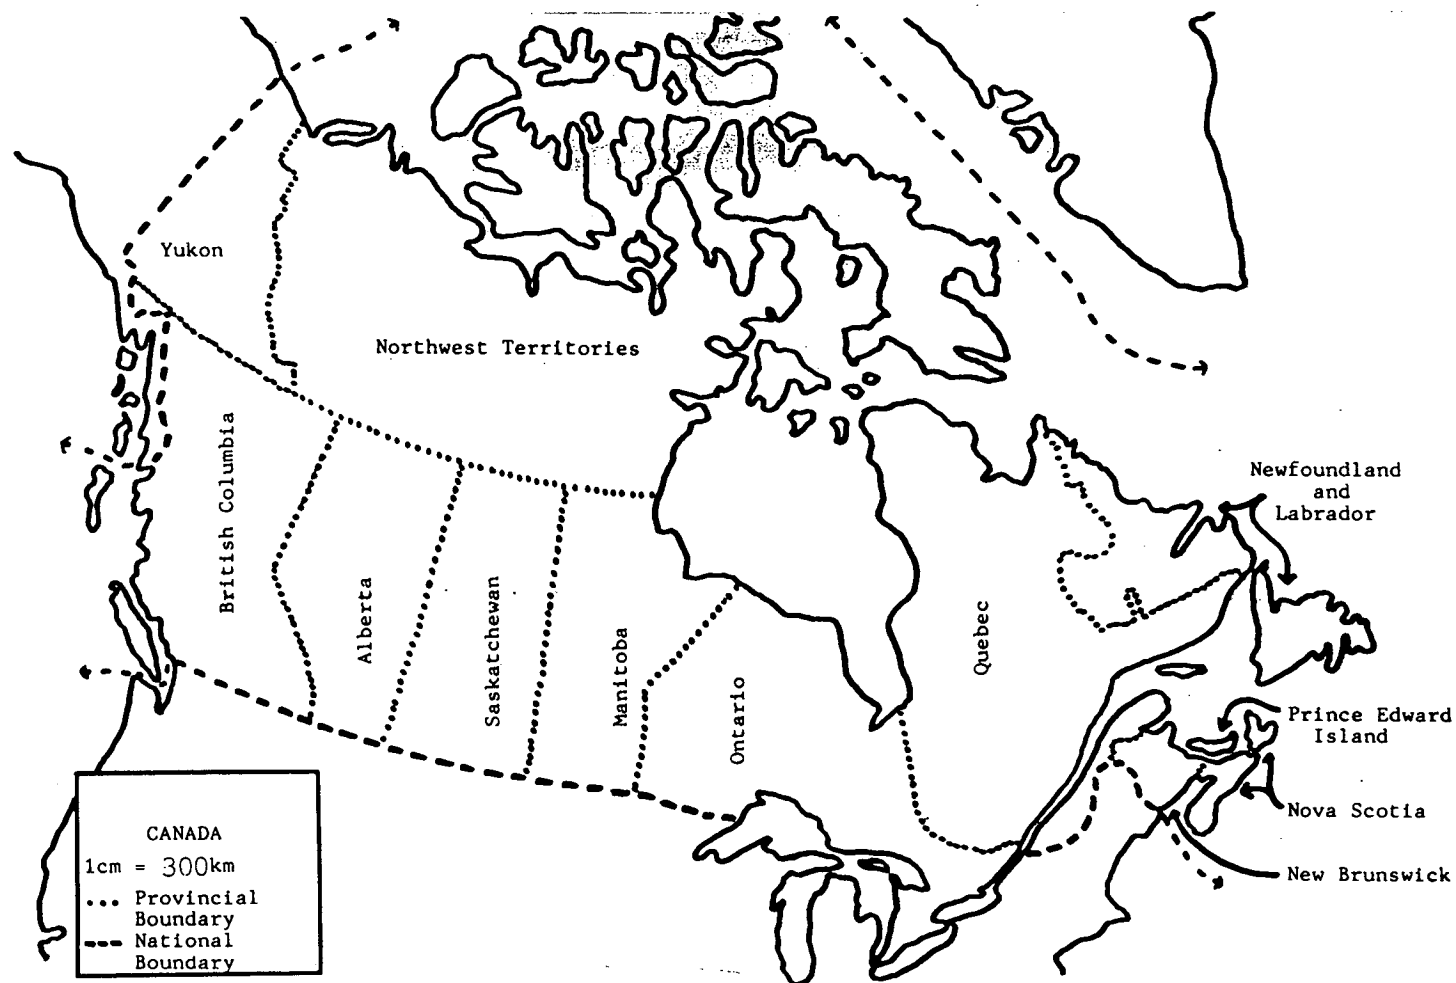 Yukon
Northwest Territories
British Columbia
Alberta
Saskatchewan
Manitoba
Ontario
Quebec
Newfoundland
and
Labrador
Prince Edward
Island
Nova Scotia
New Brunswick
CANADA
1cm = 300km
Provincial
Boundary
National
Boundary